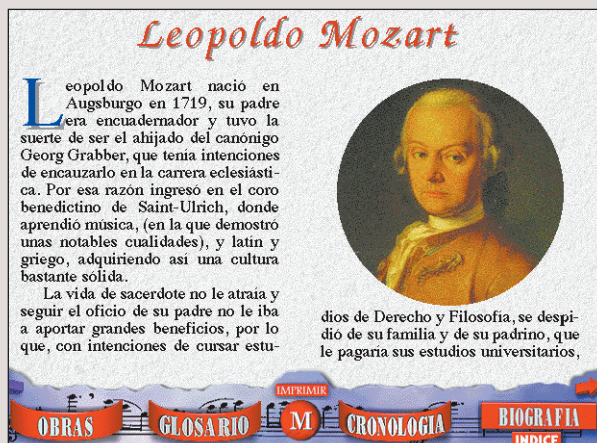 Leopoldo Mozart
Leopoldo Mozart nació en
Augsburgo en 1719, su padre
era encuadernador y tuvo la
suerte de ser el ahijado del canónigo
Georg Grabber, que tenía intenciones
de encauzarlo en la carrera eclesiásti-
ca. Por esa razón ingresó en el coro
benedictino de Saint-Ulrich, donde
aprendió música, (en la que demostró
unas notables cualidades), y latín y
griego, adquiriendo así una cultura
bastante sólida.
La vida de sacerdote no le atraía y
seguir el oficio de su padre no le iba
a aportar grandes beneficios, por lo
que, con intenciones de cursar estu-
dios de Derecho y Filosofía, se despi-
dió de su familia y de su padrino, que
le pagaría sus estudios universitarios,
IMPRIMIR
OBRAS
GLOSARIO
M
CRONOLOGIA
BIOGRAFIA
INDICE